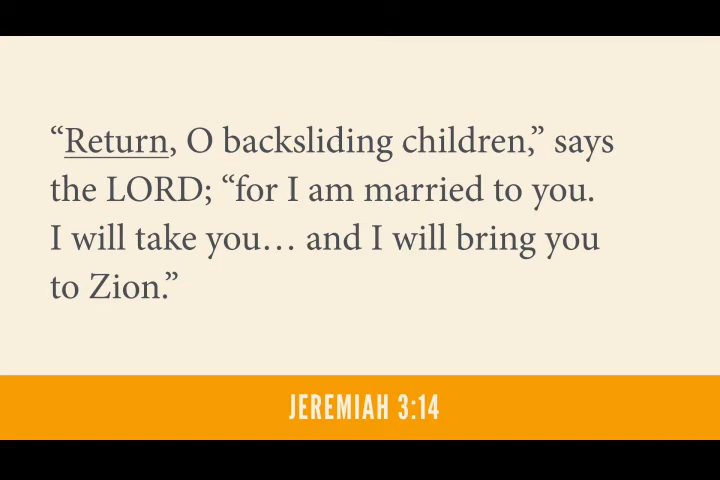 “Return, O backsliding children,” says
the LORD; “for I am married to you.
I will take you… and I will bring you
to Zion.”
JEREMIAH 3:14